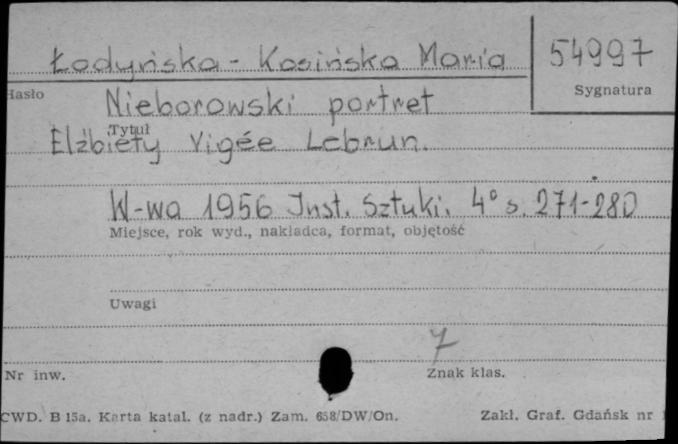 Łodyńska - Kosińska Maria 54997
Hasło Sygnatura
Nieborowski portret
Tytuł
Elżbiety Vigée Lebrun.
W-wa 1956 Inst. Sztuki. 4° s. 271-280
Miejsce, rok wyd., nakładca, format, objętość
Uwagi
7
Nr inw. Znak klas.
CWD. B 15a. Karta katal. (z nadr.) Zam. 658/DW/On. Zakł. Graf. Gdańsk nr